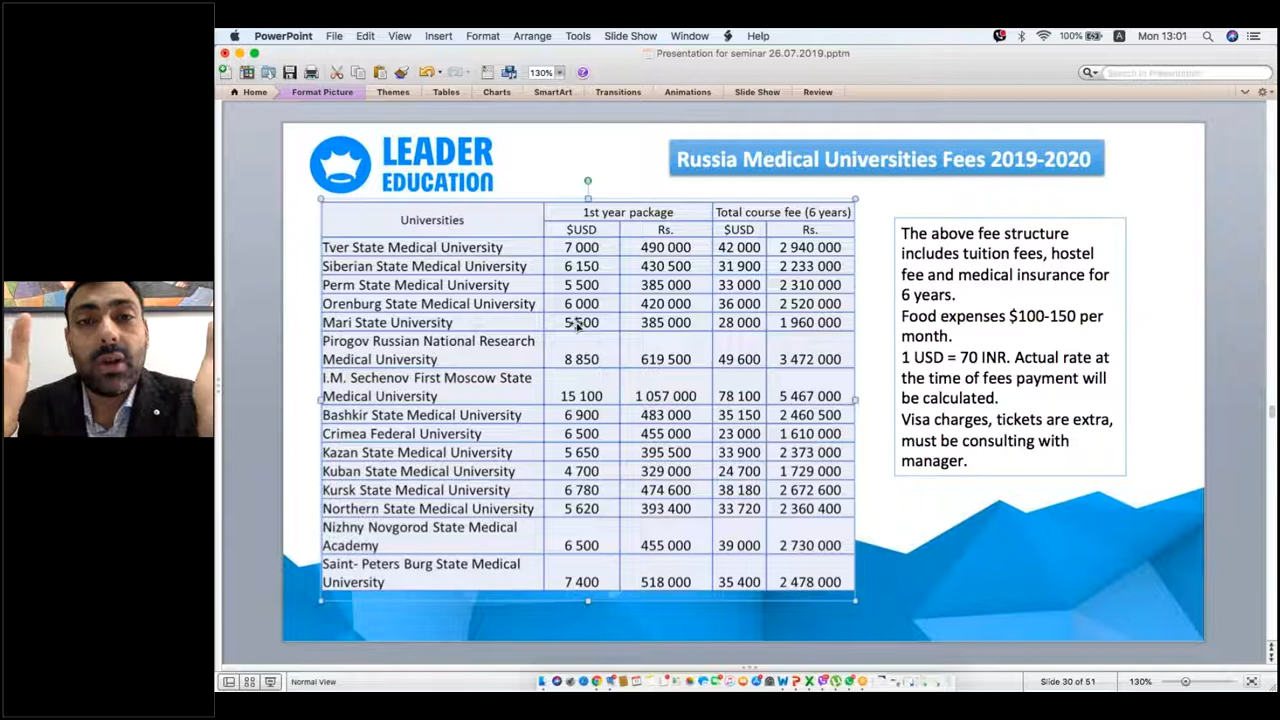 PowerPoint File Edit View Insert Format Arrange Tools Slide Show Window Help 100% Mon 13:01
Presentation for seminar 26.07.2019.pptm
130% Search in Presentation
Home Format Picture Themes Tables Charts SmartArt Transitions Animations Slide Show Review
LEADER
EDUCATION
Russia Medical Universities Fees 2019-2020
Universities 1st year package Total course fee (6 years)
$USD Rs. $USD Rs.
Tver State Medical University 7 000 490 000 42 000 2 940 000
Siberian State Medical University 6 150 430 500 31 900 2 233 000
Perm State Medical University 5 500 385 000 33 000 2 310 000
Orenburg State Medical University 6 000 420 000 36 000 2 520 000
Mari State University 5 500 385 000 28 000 1 960 000
Pirogov Russian National Research
Medical University 8 850 619 500 49 600 3 472 000
I.M. Sechenov First Moscow State
Medical University 15 100 1 057 000 78 100 5 467 000
Bashkir State Medical University 6 900 483 000 35 150 2 460 500
Crimea Federal University 6 500 455 000 23 000 1 610 000
Kazan State Medical University 5 650 395 500 33 900 2 373 000
Kuban State Medical University 4 700 329 000 24 700 1 729 000
Kursk State Medical University 6 780 474 600 38 180 2 672 600
Northern State Medical University 5 620 393 400 33 720 2 360 400
Nizhny Novgorod State Medical
Academy 6 500 455 000 39 000 2 730 000
Saint- Peters Burg State Medical
University 7 400 518 000 35 400 2 478 000
The above fee structure
includes tuition fees, hostel
fee and medical insurance for
6 years.
Food expenses $100-150 per
month.
1 USD = 70 INR. Actual rate at
the time of fees payment will
be calculated.
Visa charges, tickets are extra,
must be consulting with
manager.
Normal View Slide 30 of 51 130%